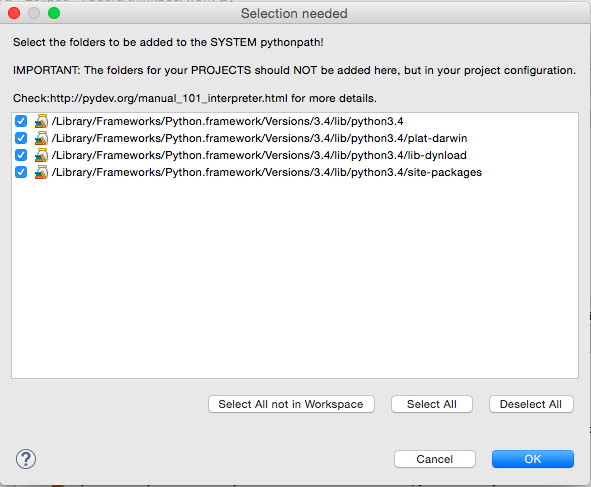 Selection needed
Select the folders to be added to the SYSTEM pythonpath!
IMPORTANT: The folders for your PROJECTS should NOT be added here, but in your project configuration.
Check:http://pydev.org/manual_101_interpreter.html for more details.
/Library/Frameworks/Python.framework/Versions/3.4/lib/python3.4
/Library/Frameworks/Python.framework/Versions/3.4/lib/python3.4/plat-darwin
/Library/Frameworks/Python.framework/Versions/3.4/lib/python3.4/lib-dynload
/Library/Frameworks/Python.framework/Versions/3.4/lib/python3.4/site-packages
Select All not in Workspace
Select All
Deselect All
?
Cancel
OK